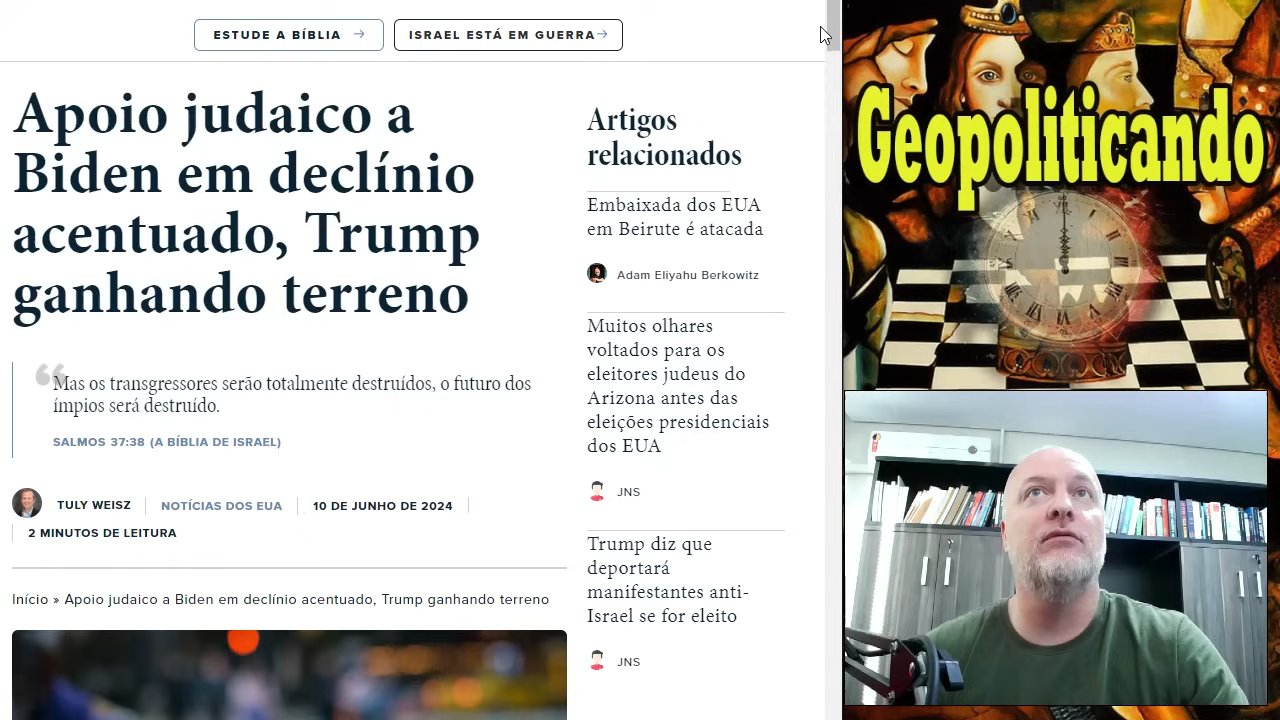 ESTUDE A BÍBLIA →
ISRAEL ESTÁ EM GUERRA→
Apoio judaico a
Biden em declínio
acentuado, Trump
ganhando terreno
“
Mas os transgressores serão totalmente destruídos, o futuro dos
ímpios será destruído.
SALMOS 37:38 (A BÍBLIA DE ISRAEL)
TULY WEISZ
NOTÍCIAS DOS EUA
10 DE JUNHO DE 2024
2 MINUTOS DE LEITURA
Início » Apoio judaico a Biden em declínio acentuado, Trump ganhando terreno
Artigos
relacionados
Embaixada dos EUA
em Beirute é atacada
Adam Eliyahu Berkowitz
Muitos olhares
voltados para os
eleitores judeus do
Arizona antes das
eleições presidenciais
dos EUA
JNS
Trump diz que
deportará
manifestantes anti-
Israel se for eleito
JNS
Geopoliticando